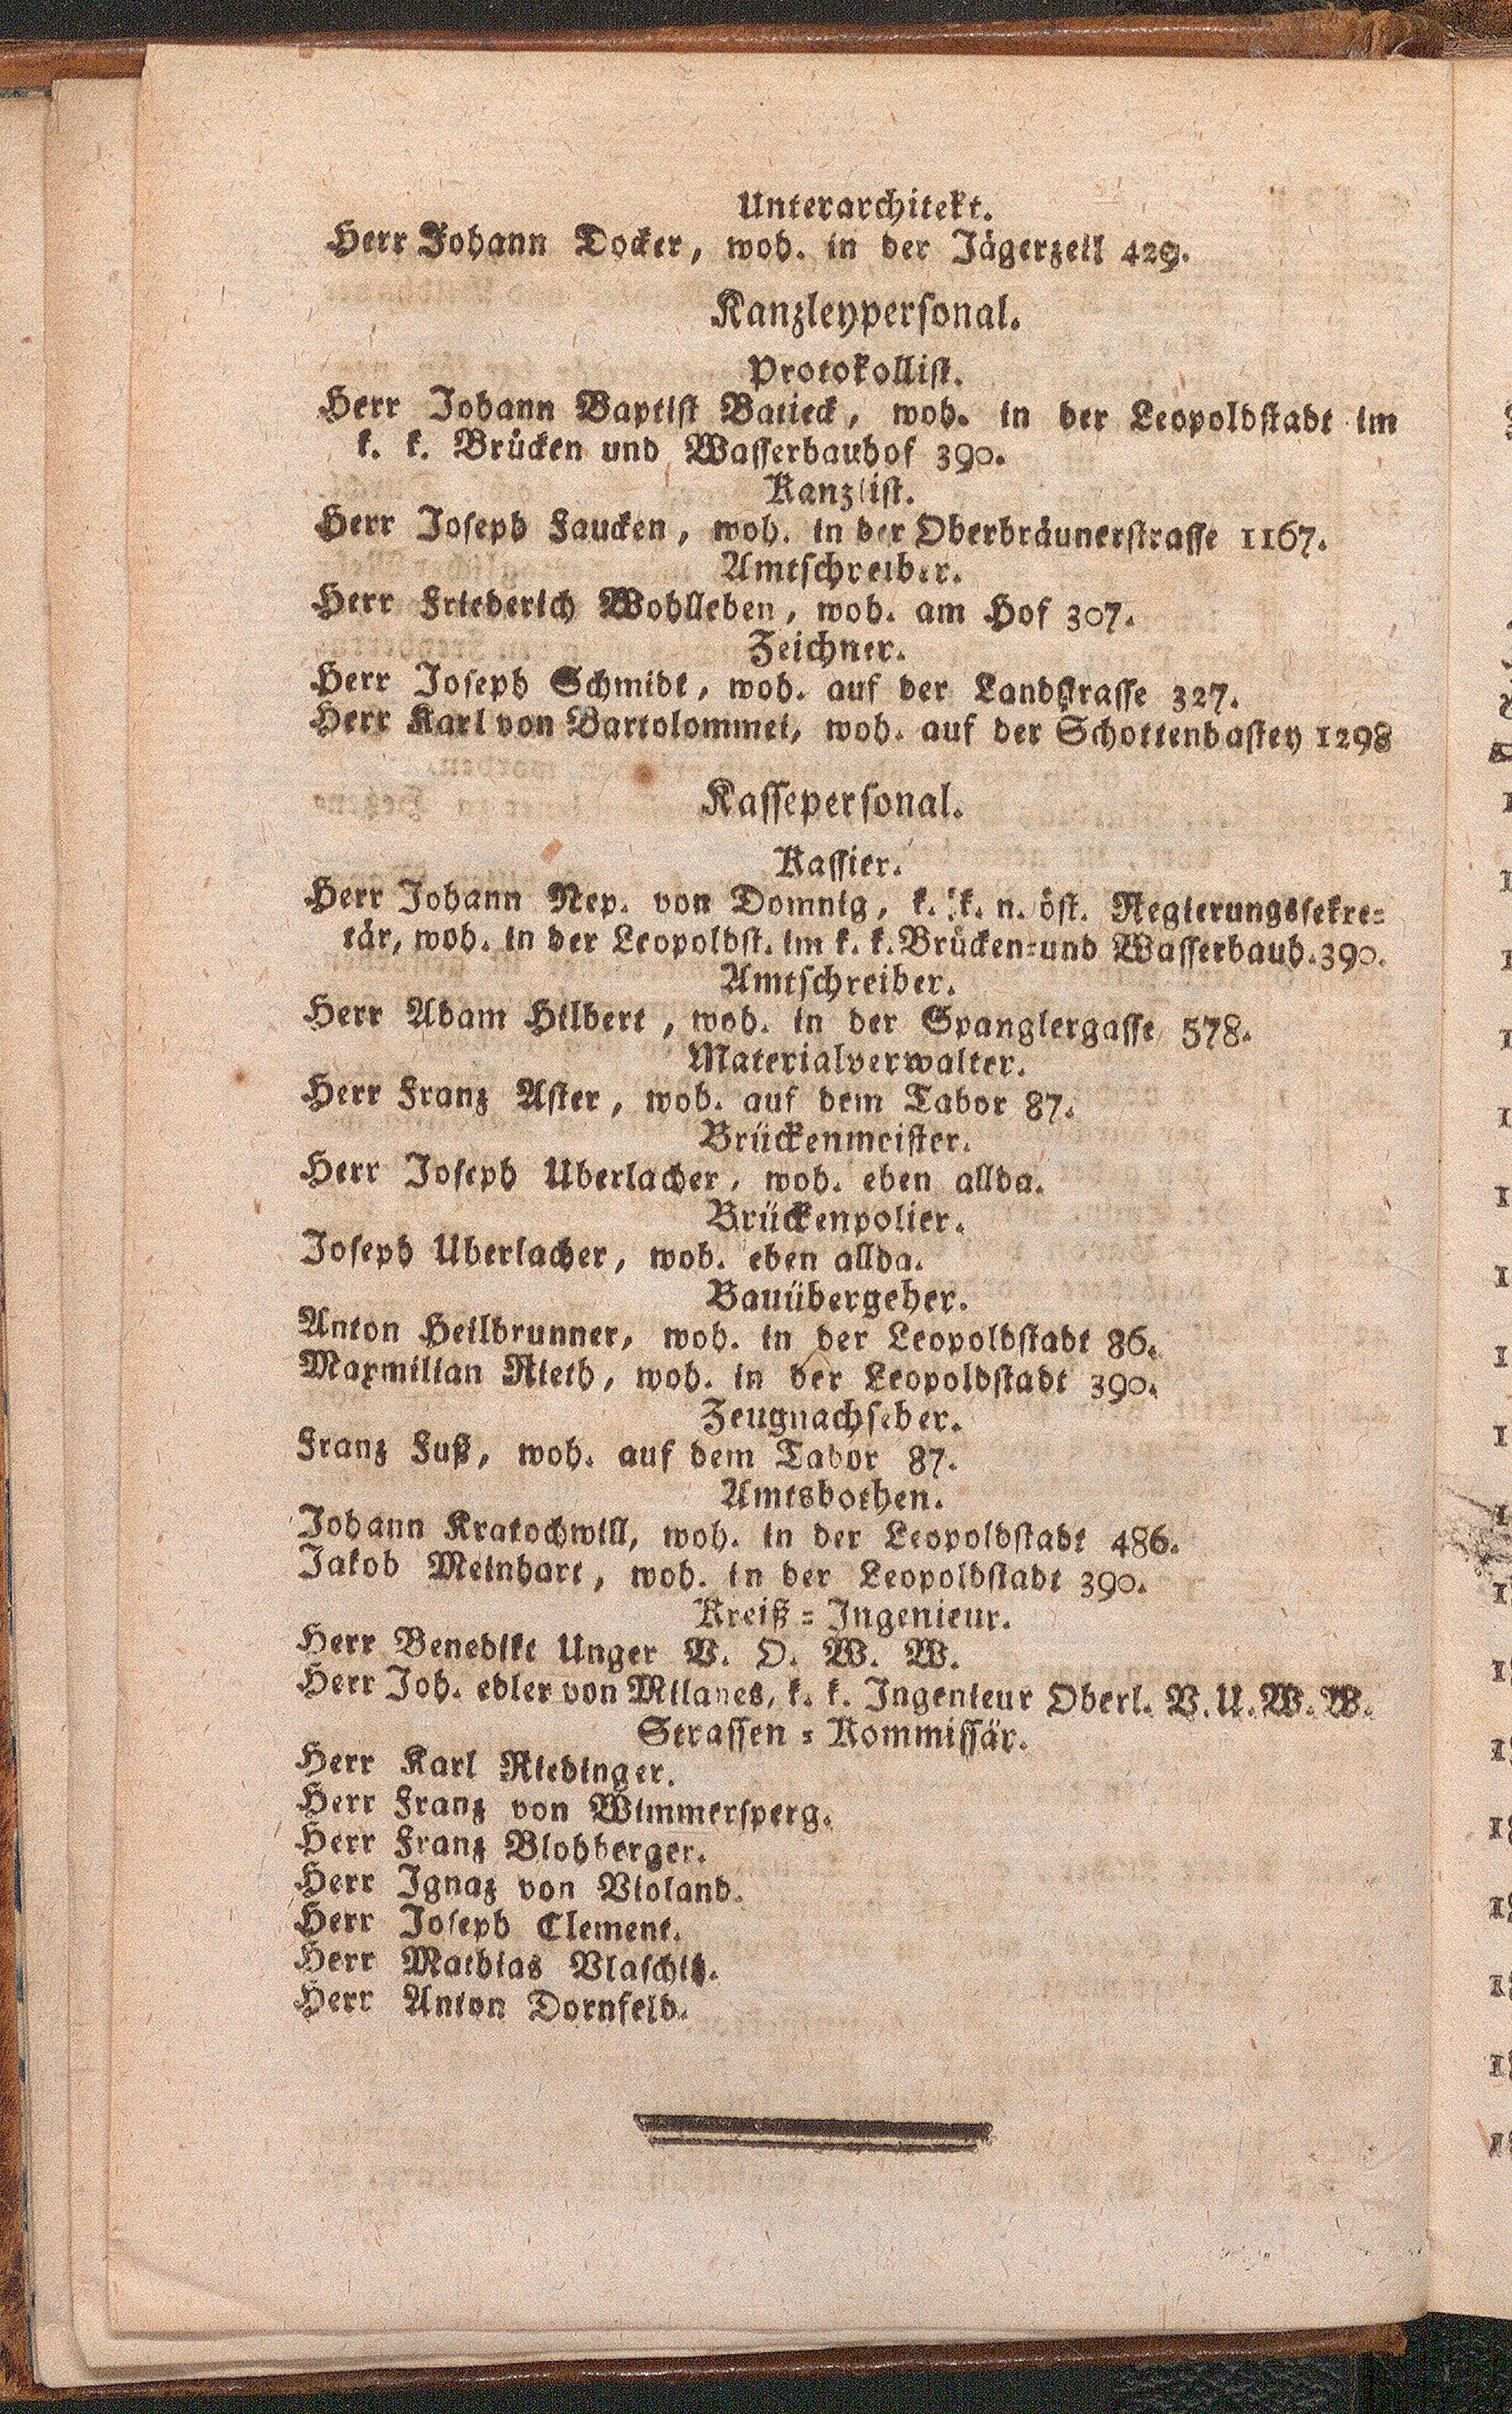 Unterarchitekt.
Herr Johann Docker, woh. in der Jägerzeil 429.
Kanzleypersonal.
Protokollist.
Herr Johann Baptist Batieck, woh. in der Leopoldstadt im
k. k. Brücken und Wasserbauhof 390.
Kanzlist.
Herr Joseph Faucken, woh. in der Oberbräunerstrasse 1167.
Amtschreiber.
Herr Friederich Wohlleben, woh. am Hof 307.
Zeichner.
Herr Joseph Schmidt, woh. auf der Landstrasse 327.
Herr Karl von Bartolommei, woh. auf der Schottenbastey 1298
Kassepersonal.
Kassier.
Herr Johann Nep. von Domnig, k. k. n. öst. Regierungssekre-
tär, woh. in der Leopoldst. im k. k. Brücken-und Wasserbauh. 390.
Amtschreiber.
Herr Adam Hilbert, woh. in der Spanglergasse 578.
Materialverwalter.
Herr Franz Aster, woh. auf dem Tabor 87.
Brückenmeister.
Herr Joseph Uberlacher, woh. eben allda.
Brückenpolier.
Joseph Uberlacher, woh. eben allda.
Bauübergeher.
Anton Heilbrunner, woh. in der Leopoldstadt 86.
Maxmilian Rieth, woh. in der Leopoldstadt 390.
Zeugnachseher.
Franz Fuß, woh. auf dem Tabor 87.
Amtsbothen.
Johann Kratochwill, woh. in der Leopoldstadt 486.
Jakob Meinhart, woh. in der Leopoldstadt 390.
Kreiß-Ingenieur.
Herr Benedikt Unger V. O. W. W.
Herr Joh. edler von Milanes, k. k. Ingenieur Oberl. V. U. W. W.
Strassen-Kommissär.
Herr Karl Riedinger.
Herr Franz von Wimmersperg.
Herr Franz Blohberger.
Herr Ignaz von Violand.
Herr Joseph Clement.
Herr Mathias Vlaschitz.
Herr Anton Dornfeld.